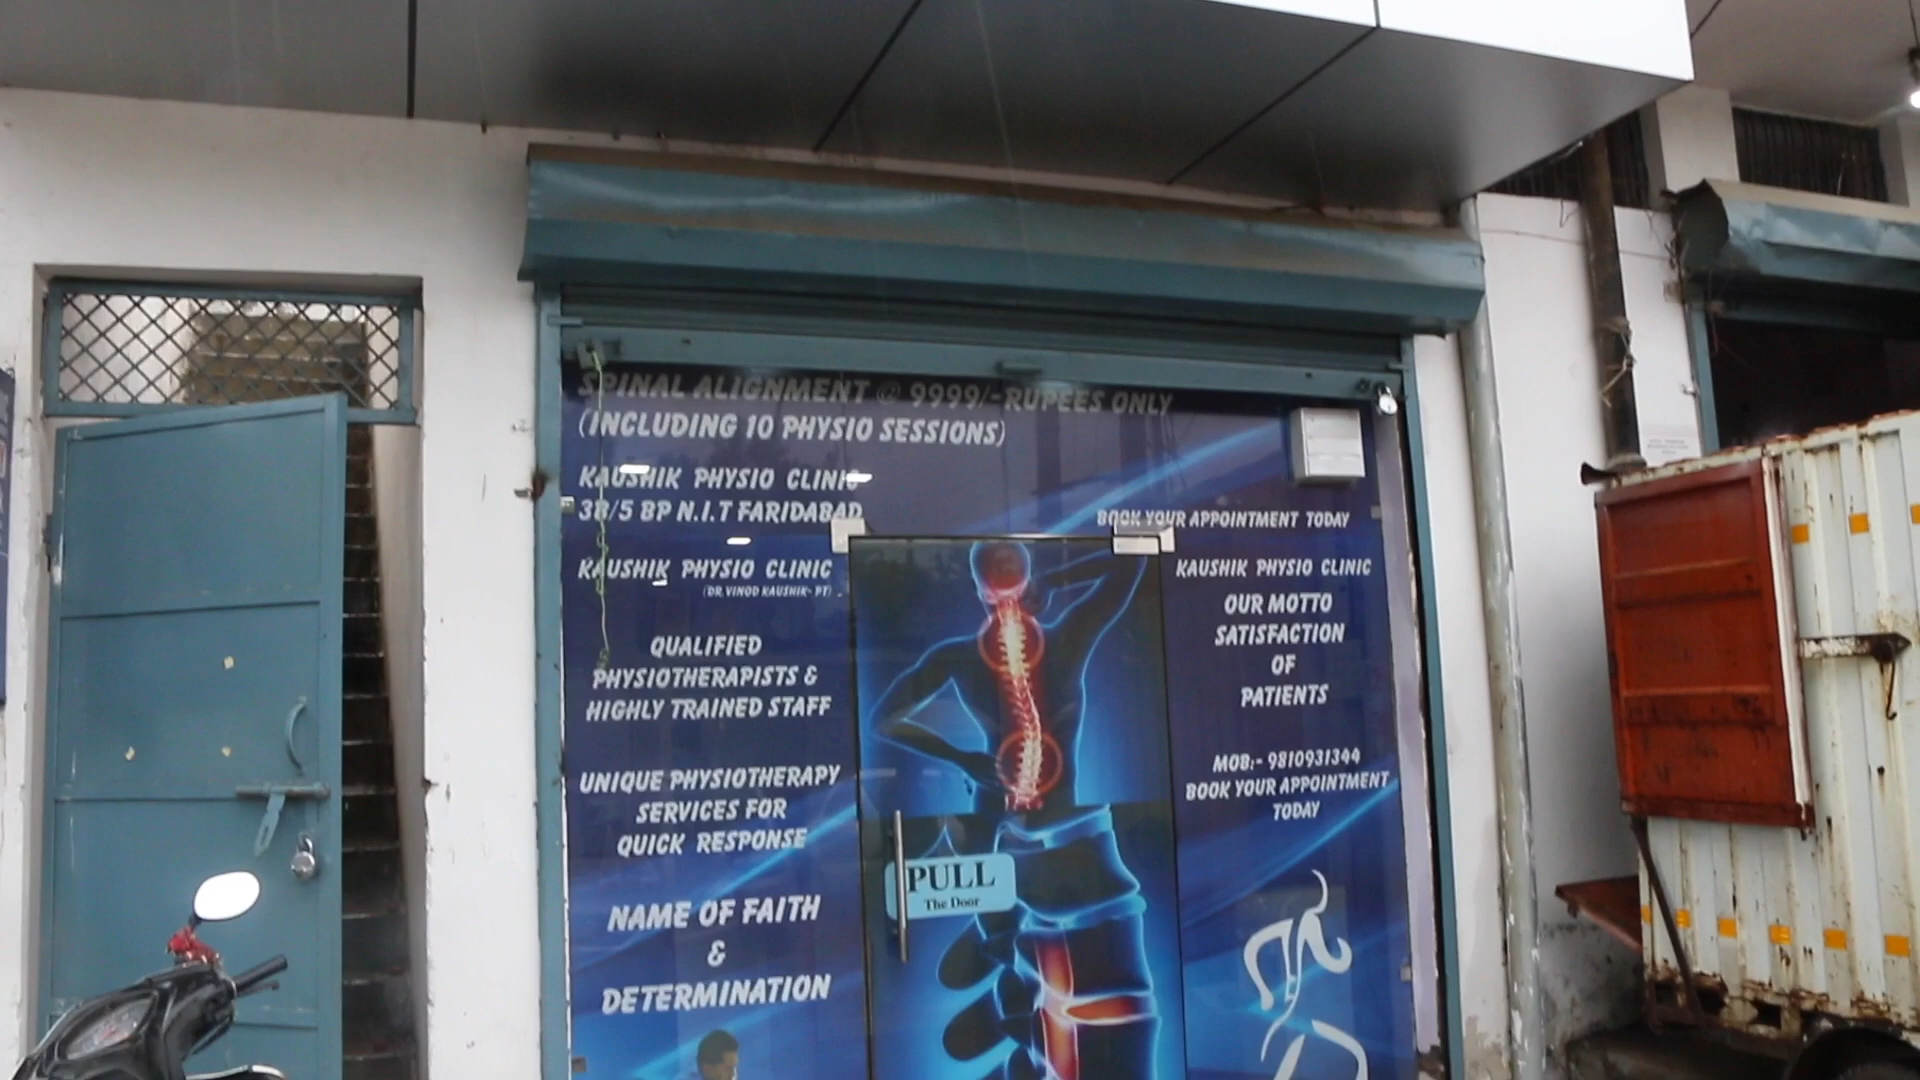 SPINAL ALIGNMENT @ 9999/-RUPEES ONLY
(INCLUDING 10 PHYSIO SESSIONS)
KAUSHIK PHYSIO CLINIC
3B/5 BP N.I.T FARIDABAD
KAUSHIK PHYSIO CLINIC
(DR. VINOD KAUSHIK- PT)
QUALIFIED
PHYSIOTHERAPISTS &
HIGHLY TRAINED STAFF
UNIQUE PHYSIOTHERAPY
SERVICES FOR
QUICK RESPONSE
NAME OF FAITH
&
DETERMINATION
PULL
The Door
BOOK YOUR APPOINTMENT TODAY
KAUSHIK PHYSIO CLINIC
OUR MOTTO
SATISFACTION
OF
PATIENTS
MOB:- 9810931344
BOOK YOUR APPOINTMENT
TODAY